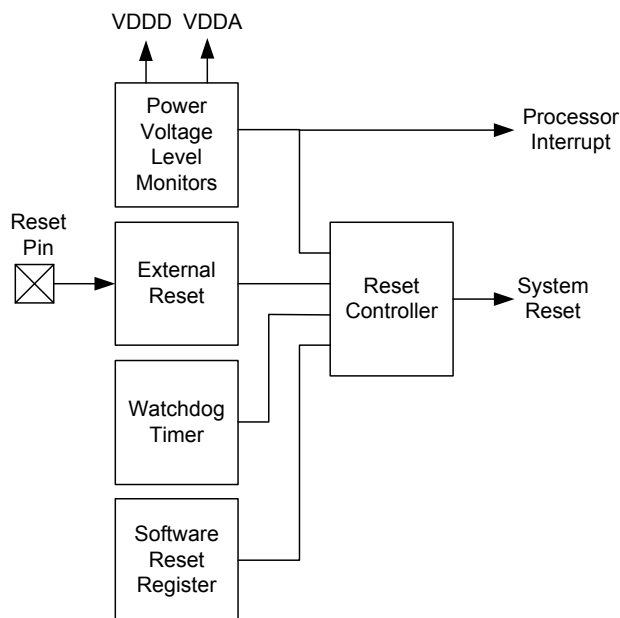 VDDD VDDA
Power
Voltage
Level
Monitors
Processor
Interrupt
Reset
Pin
External
Reset
Reset
Controller
System
Reset
Watchdog
Timer
Software
Reset
Register